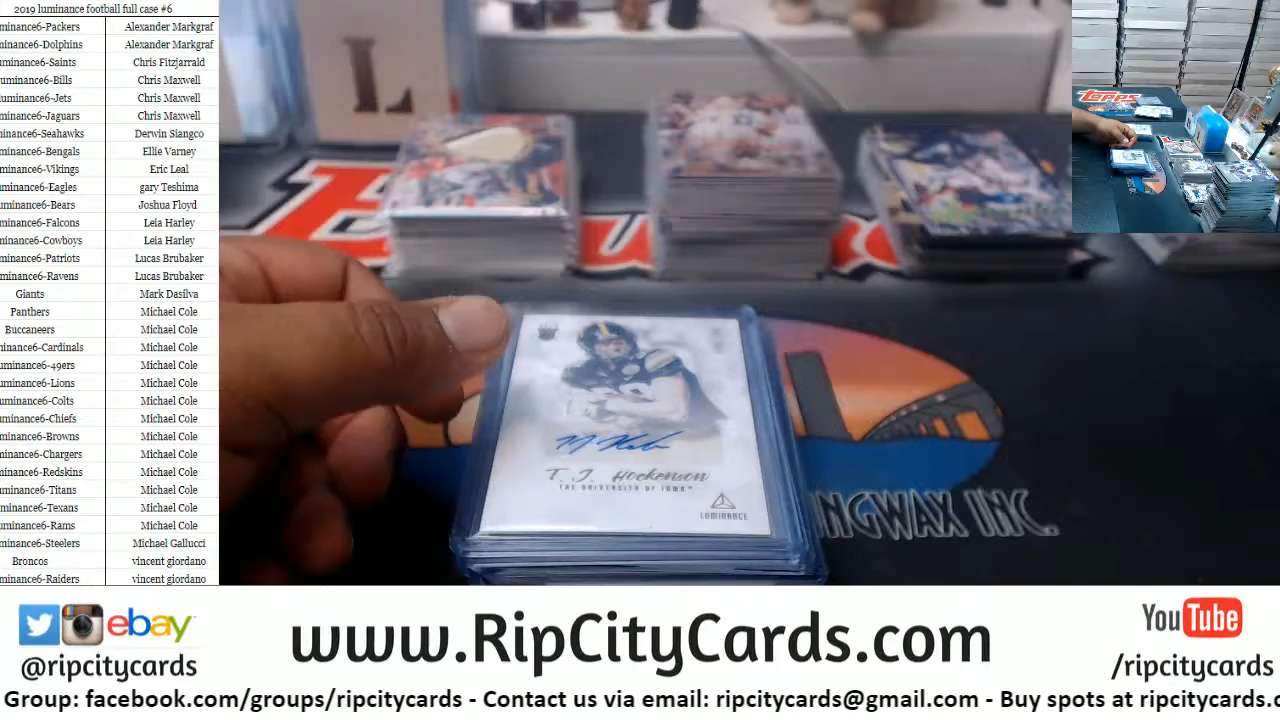 2019 luminance football full case #6
minance6-Packers Alexander Markgraf
minance6-Dolphins Alexander Markgraf
uminance6-Saints Chris Fitzjarrald
uminance6-Bills Chris Maxwell
luminance6-Jets Chris Maxwell
minance6-Jaguars Chris Maxwell
minance6-Seahawks Derwin Siangco
minance6-Bengals Ellie Varney
minance6-Vikings Eric Leal
uminance6-Eagles gary Teshima
uminance6-Bears Joshua Floyd
minance6-Falcons Leia Harley
minance6-Cowboys Leia Harley
minance6-Patriots Lucas Brubaker
minance6-Ravens Lucas Brubaker
Giants Mark Dasilva
Panthers Michael Cole
Buccaneers Michael Cole
minance6-Cardinals Michael Cole
uminance6-49ers Michael Cole
uminance6-Lions Michael Cole
uminance6-Colts Michael Cole
uminance6-Chiefs Michael Cole
minance6-Browns Michael Cole
minance6-Chargers Michael Cole
minance6-Redskins Michael Cole
uminance6-Titans Michael Cole
minance6-Texans Michael Cole
uminance6-Rams Michael Cole
minance6-Steelers Michael Gallucci
Broncos vincent giordano
minance6-Raiders vincent giordano
Topps
T. J. Hockenson
THE UNIVERSITY OF IOWA
LUMINANCE
NGWAX INC.
ebay
@ripcitycards
www.RipCityCards.com
YouTube
/ripcitycards
Group: facebook.com/groups/ripcitycards - Contact us via email: ripcitycards@gmail.com - Buy spots at ripcitycards.c